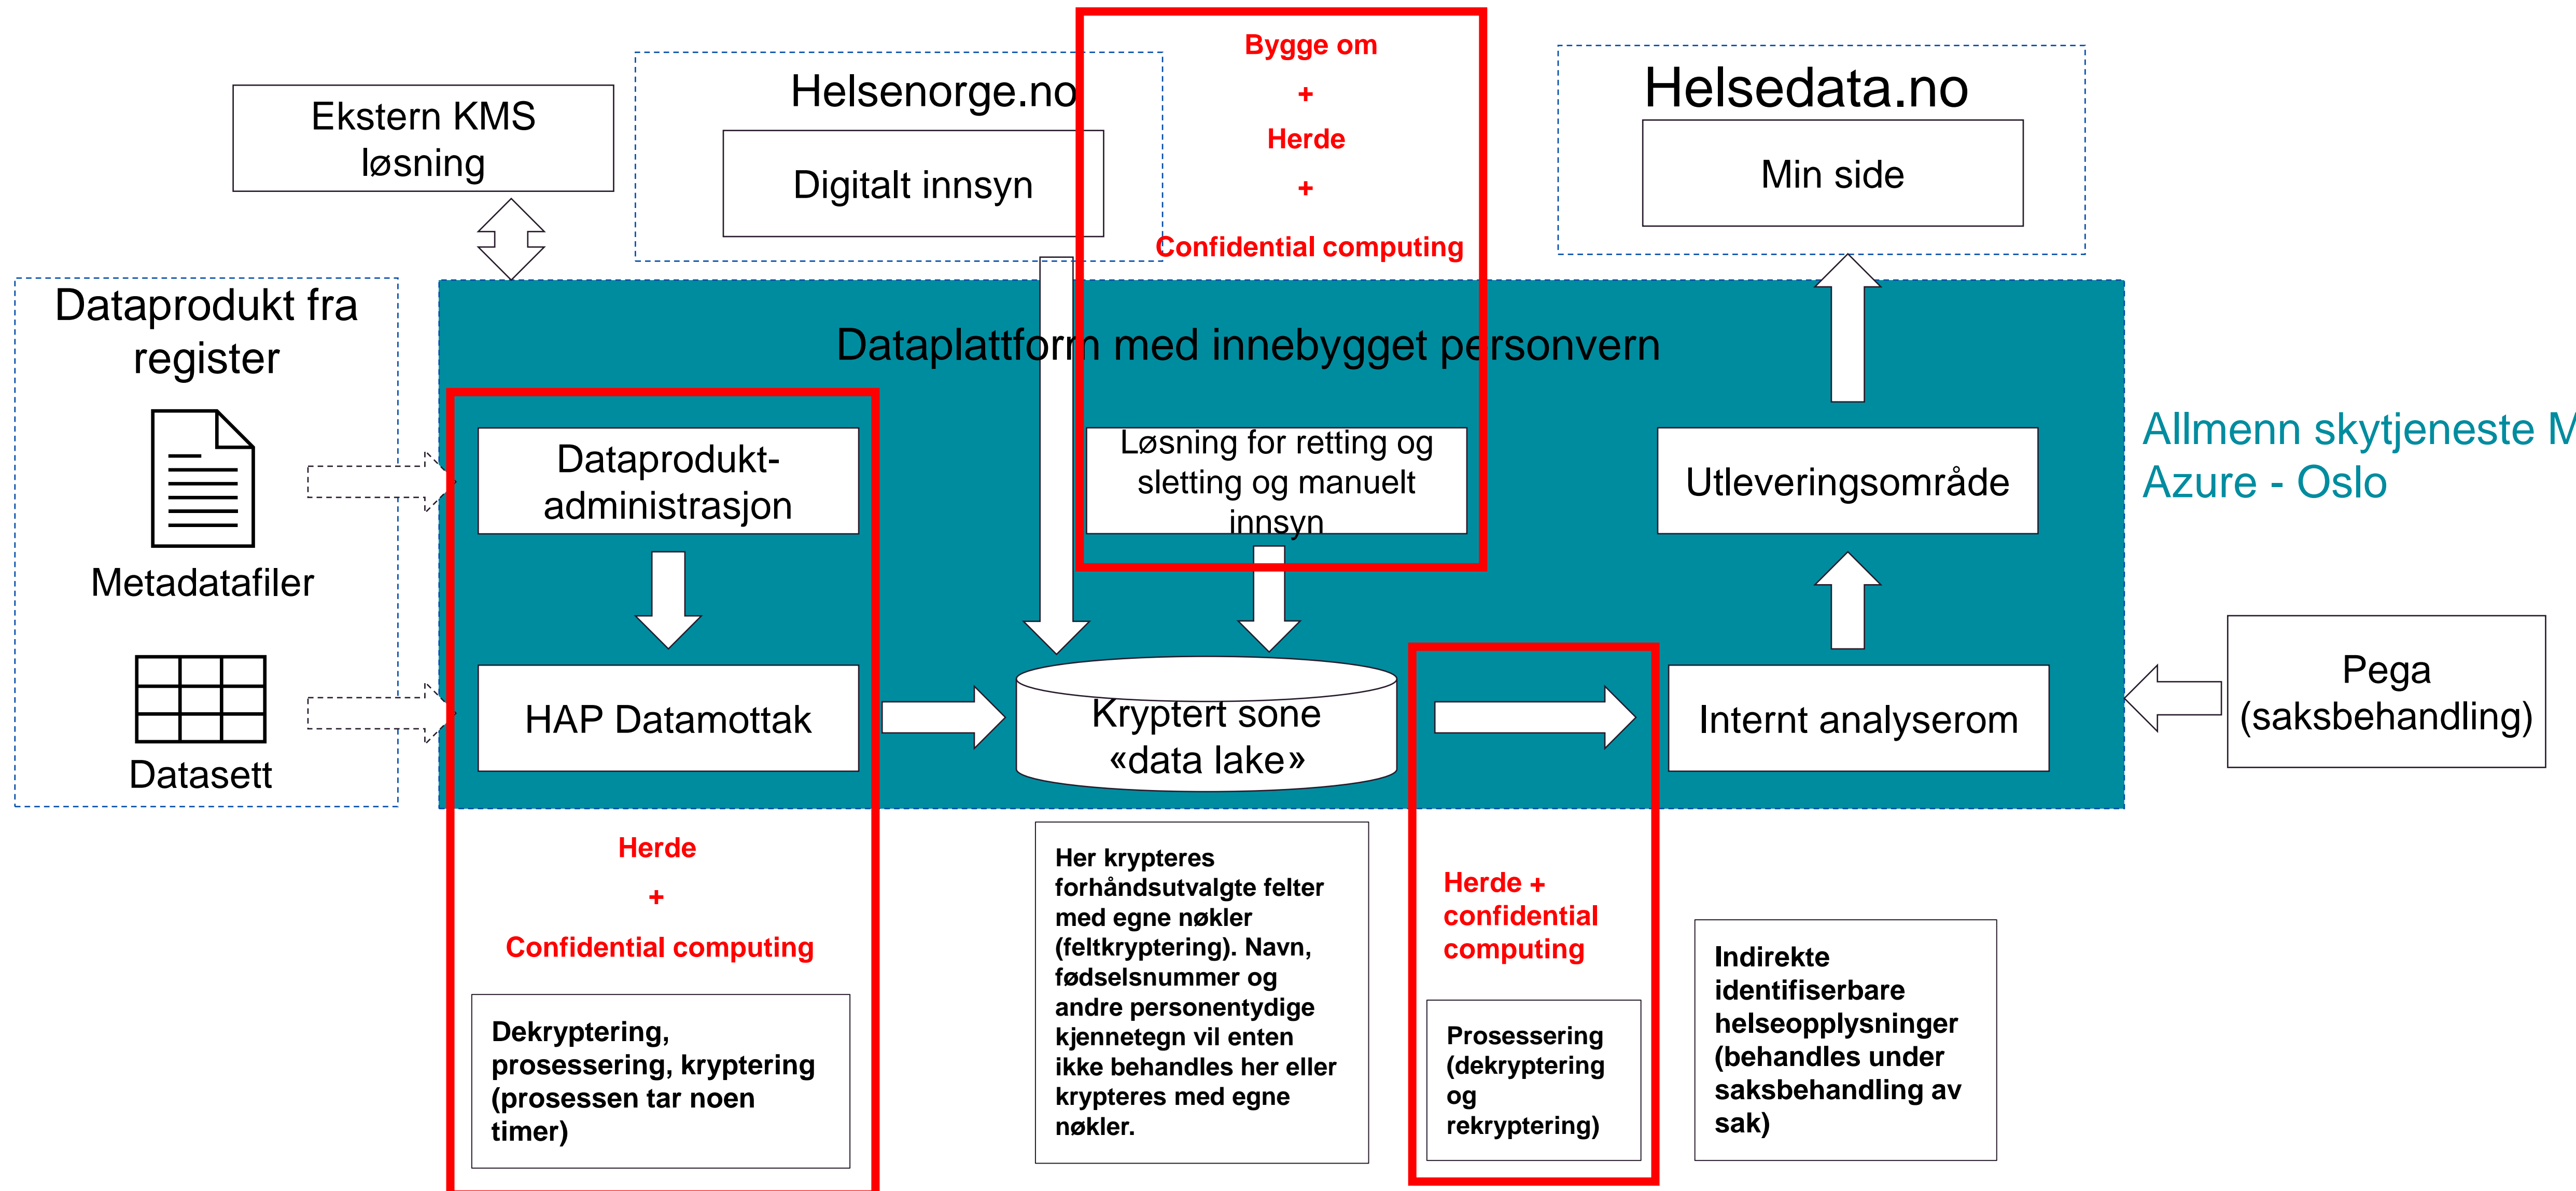 Bygge om
+
Herde
+
Confidential computing
Ekstern KMS
løsning
Helsenorge.no
Digitalt innsyn
Helsedata.no
Min side
Dataprodukt fra
register
Metadatafiler
Datasett
Dataplattform med innebygget personvern
Dataprodukt-
administrasjon
Løsning for retting og
sletting og manuelt
innsyn
Utleveringsområde
Allmenn skytjeneste M
Azure - Oslo
HAP Datamottak
Kryptert sone
«data lake»
Internt analyserom
Pega
(saksbehandling)
Herde
+
Confidential computing
Dekryptering,
prosessering, kryptering
(prosessen tar noen
timer)
Her krypteres
forhåndsutvalgte felter
med egne nøkler
(feltkryptering). Navn,
fødselsnummer og
andre personentydige
kjennetegn vil enten
ikke behandles her eller
krypteres med egne
nøkler.
Herde +
confidential
computing
Prosessering
(dekryptering
og
rekryptering)
Indirekte
identifiserbare
helseopplysninger
(behandles under
saksbehandling av
sak)